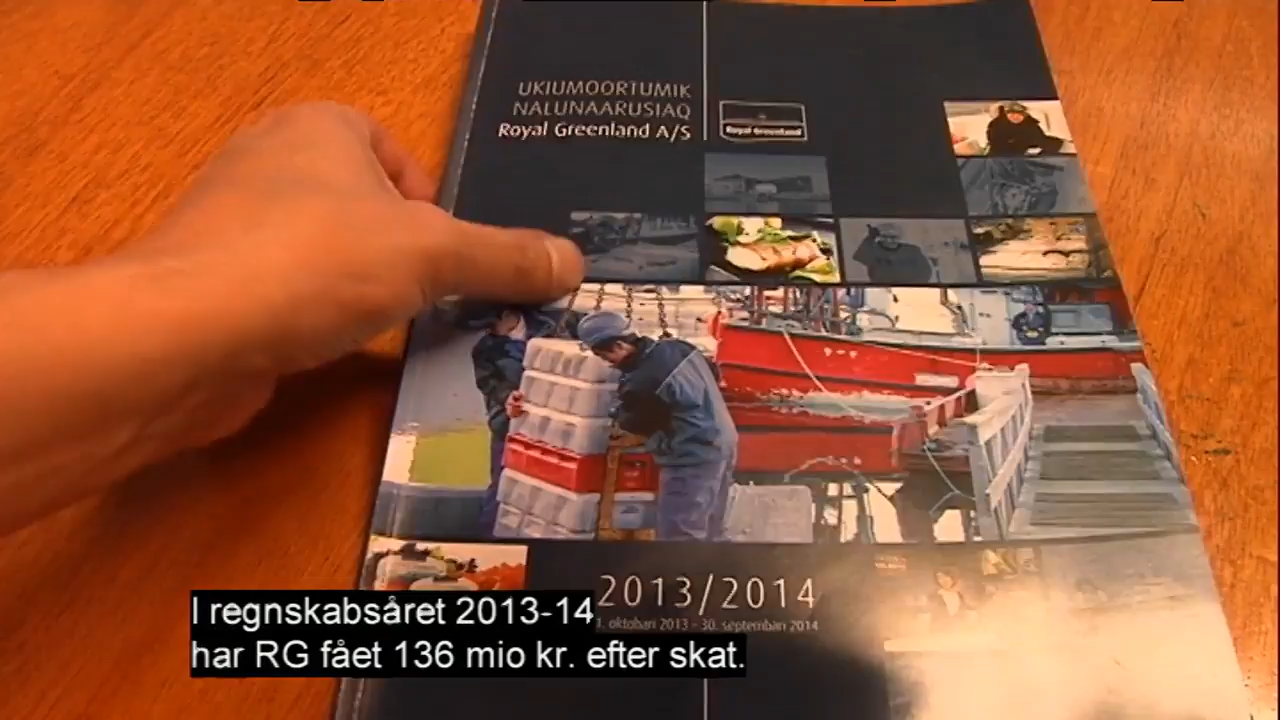 UKIUMOORTUMIK
NALUNAARUSIAQ
Royal Greenland A/S
Royal Greenland
2013/2014
1. oktobari 2013 - 30. septembari 2014
I regnskabsåret 2013-14
har RG fået 136 mio kr. efter skat.